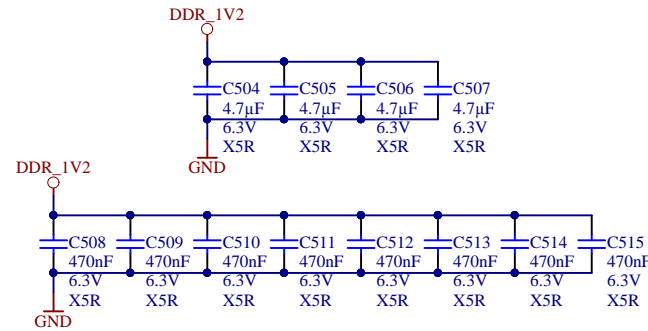 DDR_1V2
C504 C505 C506 C507
4.7µF 4.7µF 4.7µF 4.7µF
6.3V 6.3V 6.3V 6.3V
X5R X5R X5R X5R
GND
DDR_1V2
C508 C509 C510 C511 C512 C513 C514 C515
470nF 470nF 470nF 470nF 470nF 470nF 470nF 470nF
6.3V 6.3V 6.3V 6.3V 6.3V 6.3V 6.3V 6.3V
X5R X5R X5R X5R X5R X5R X5R X5R
GND